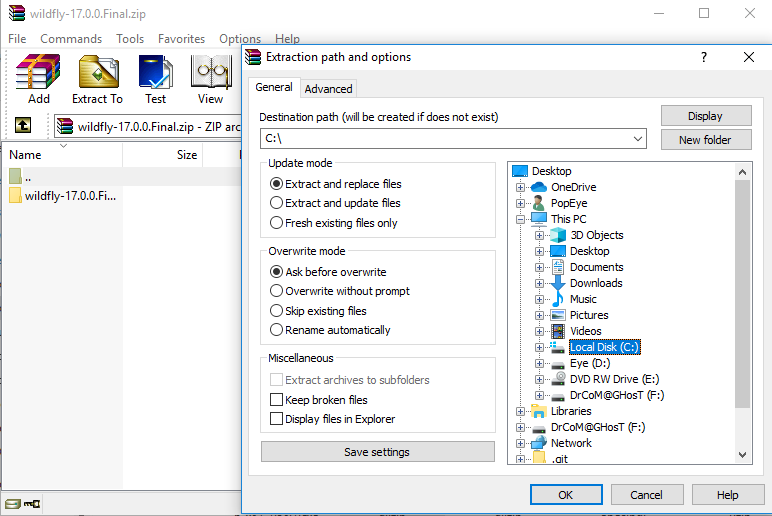 wildfly-17.0.0.Final.zip
File Commands Tools Favorites Options Help
Add Extract To Test View
wildfly-17.0.0.Final.zip - ZIP arc
Name Size
..
wildfly-17.0.0.Fi...
Extraction path and options
General Advanced
Destination path (will be created if does not exist)
C:\
Display
New folder
Update mode
Extract and replace files
Extract and update files
Fresh existing files only
Overwrite mode
Ask before overwrite
Overwrite without prompt
Skip existing files
Rename automatically
Miscellaneous
Extract archives to subfolders
Keep broken files
Display files in Explorer
Save settings
Desktop
OneDrive
PopEye
This PC
3D Objects
Desktop
Documents
Downloads
Music
Pictures
Videos
Local Disk (C:)
Eye (D:)
DVD RW Drive (E:)
DrCoM@GHosT (F:)
Libraries
DrCoM@GHosT (F:)
Network
.git
OK Cancel Help